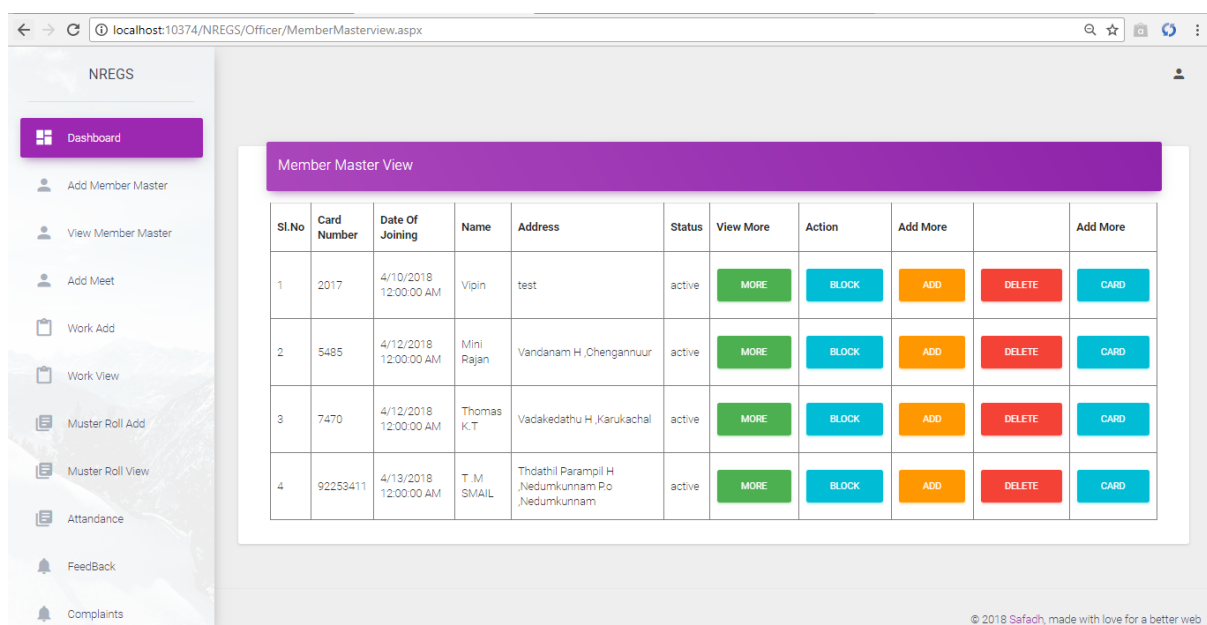 localhost:10374/NREGS/Officer/MemberMasterview.aspx
NREGS
Dashboard
Add Member Master
View Member Master
Add Meet
Work Add
Work View
Muster Roll Add
Muster Roll View
Attandance
FeedBack
Complaints
Member Master View
Sl.No Card Number Date Of Joining Name Address Status View More Action Add More Add More
1 2017 4/10/2018 12:00:00 AM Vipin test active MORE BLOCK ADD DELETE CARD
2 5485 4/12/2018 12:00:00 AM Mini Rajan Vandanam H ,Chengannuur active MORE BLOCK ADD DELETE CARD
3 7470 4/12/2018 12:00:00 AM Thomas K.T Vadakedathu H ,Karukachal active MORE BLOCK ADD DELETE CARD
4 92253411 4/13/2018 12:00:00 AM T.M SMAIL Thdathil Parampil H ,Nedumkunnam P.o ,Nedumkunnam active MORE BLOCK ADD DELETE CARD
© 2018 Safadh, made with love for a better web